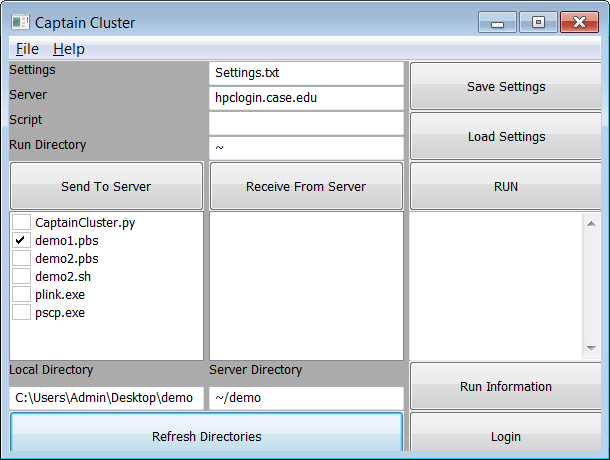 Captain Cluster
File Help
Settings Settings.txt Save Settings
Server hpclogin.case.edu
Script Load Settings
Run Directory ~
Send To Server Receive From Server RUN
CaptainCluster.py
demo1.pbs
demo2.pbs
demo2.sh
plink.exe
pscp.exe
Local Directory Server Directory
Run Information
C:\Users\Admin\Desktop\demo ~/demo
Refresh Directories Login